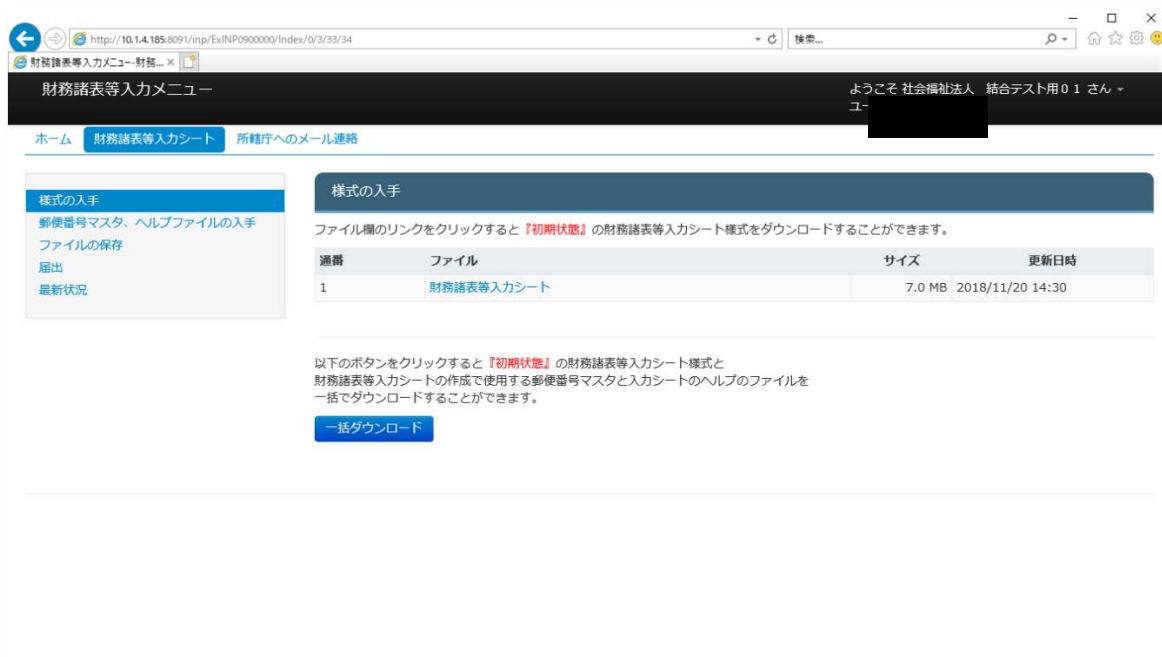 http://10.1.4.185:8091/inp/ExINP0900000/Index/0/3/33/34
検索...
財務諸表等入力メニュー-財務...
財務諸表等入力メニュー
ようこそ 社会福祉法人 結合テスト用01 さん
ユー
ホーム 財務諸表等入力シート 所轄庁へのメール連絡
様式の入手
郵便番号マスタ、ヘルプファイルの入手
ファイルの保存
届出
最新状況
様式の入手
ファイル欄のリンクをクリックすると『初期状態』の財務諸表等入力シート様式をダウンロードすることができます。
通番 ファイル サイズ 更新日時
1 財務諸表等入力シート 7.0 MB 2018/11/20 14:30
以下のボタンをクリックすると『初期状態』の財務諸表等入力シート様式と
財務諸表等入力シートの作成で使用する郵便番号マスタと入力シートのヘルプのファイルを
一括でダウンロードすることができます。
一括ダウンロード